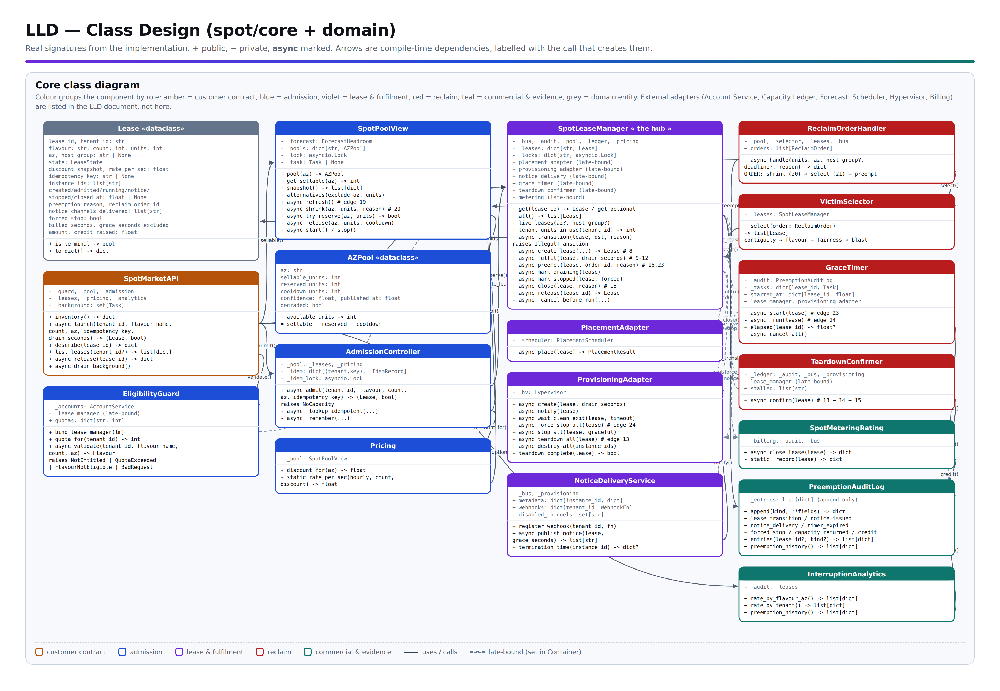 LLD — Class Design (spot/core + domain)
Real signatures from the implementation. + public, − private, async marked. Arrows are compile-time dependencies, labelled with the call that creates them.
Core class diagram
Colour groups the component by role: amber = customer contract, blue = admission, violet = lease & fulfilment, red = reclaim, teal = commercial & evidence, grey = domain entity. External adapters (Account Service, Capacity Ledger, Forecast, Scheduler, Hypervisor, Billing)
are listed in the LLD document, not here.
Lease «dataclass»
lease_id, tenant_id: str
flavour: str, count: int, units: int
az, host_group: str | None
state: LeaseState
discount_snapshot, rate_per_sec: float
idempotency_key: str | None
instance_ids: list[str]
created/admitted/running/notice/
stopped/closed_at: float | None
preemption_reason, reclaim_order_id
notice_channels_delivered: list[str]
forced_stop: bool
billed_seconds, grace_seconds_excluded
amount, credit_raised: float
+ is_terminal -> bool
+ to_dict() -> dict
SpotMarketAPI
- _guard, _pool, _admission
- _leases, _pricing, _analytics
- _background: set[Task]
+ inventory() -> dict
+ async launch(tenant_id, flavour_name,
count, az, idempotency_key,
drain_seconds) -> (Lease, bool)
+ describe(lease_id) -> dict
+ list_leases(tenant_id?) -> list[dict]
+ async release(lease_id) -> dict
+ async drain_background()
EligibilityGuard
- _accounts: AccountService
- _lease_manager (late-bound)
+ quotas: dict[str, int]
+ bind_lease_manager(lm)
+ quota_for(tenant_id) -> int
+ async validate(tenant_id, flavour_name,
count, az) -> Flavour
raises NotEntitled | QuotaExceeded
| FlavourNotEligible | BadRequest
_sellable()
admit()
validate()
SpotPoolView
- _forecast: ForecastHeadroom
- _pools: dict[str, AZPool]
- _lock: asyncio.Lock
- _task: Task | None
+ pool(az) -> AZPool
+ get_sellable(az) -> int
+ snapshot() -> list[dict]
+ alternatives(exclude_az, units)
+ async refresh() # edge 19
+ async shrink(az, units, reason) # 20
+ async try_reserve(az, units) -> bool
+ async release(az, units, cooldown)
+ async start() / stop()
AZPool «dataclass»
az: str
sellable_units: int
reserved_units: int
cooldown_units: int
confidence: float, published_at: float
degraded: bool
+ available_units -> int
= sellable − reserved − cooldown
AdmissionController
- _pool, _leases, _pricing
- _idem: dict[(tenant,key), _IdemRecord]
- _idem_lock: asyncio.Lock
+ async admit(tenant_id, flavour, count,
az, idempotency_key) -> (Lease, bool)
raises NoCapacity
- async _lookup_idempotent(...)
- async _remember(...)
Pricing
- _pool: SpotPoolView
+ discount_for(az) -> float
+ static rate_per_sec(hourly, count,
discount) -> float
holds
serve()
te_lea
ol()
discount_for(
uption
SpotLeaseManager « the hub »
- _bus, _audit, _pool, _ledger, _pricing
- _leases: dict[str, Lease]
- _locks: dict[str, asyncio.Lock]
+ placement_adapter (late-bound)
+ provisioning_adapter (late-bound)
+ notice_delivery (late-bound)
+ grace_timer (late-bound)
+ teardown_confirmer (late-bound)
+ metering (late-bound)
+ get(lease_id) -> Lease / get_optional
+ all() -> list[Lease]
+ live_leases(az?, host_group?)
+ tenant_units_in_use(tenant_id) -> int
+ async transition(lease, dst, reason)
raises IllegalTransition
+ async create_lease(...) -> Lease # 8
+ async fulfil(lease, drain_seconds) # 9-12
+ async preempt(lease, order_id, reason) # 16,23
+ async mark_draining(lease)
+ async mark_stopped(lease, forced)
+ async close(lease, reason) # 15
+ async release(lease_id) -> Lease
- async _cancel_before_run(...)
PlacementAdapter
- _scheduler: PlacementScheduler
+ async place(lease) -> PlacementResult
ProvisioningAdapter
- _hv: Hypervisor
+ async create(lease, drain_seconds)
+ async notify(lease)
+ async wait_clean_exit(lease, timeout)
+ async force_stop_all(lease) # edge 24
+ async stop_all(lease, graceful)
+ async teardown_all(lease) # edge 13
+ async destroy_all(instance_ids)
+ teardown_complete(lease) -> bool
NoticeDeliveryService
- _bus, _provisioning
+ metadata: dict[instance_id, dict]
+ webhooks: dict[tenant_id, WebhookFn]
+ disabled_channels: set[str]
+ register_webhook(tenant_id, fn)
+ async publish_notice(lease,
grace_seconds) -> list[str]
+ termination_time(instance_id) -> dict?
reempt
e_lease
start()
onfirm(
close()
e/stop
_transi
wait/force_
_notice
notify()
ReclaimOrderHandler
- _pool, _selector, _leases, _bus
+ orders: list[ReclaimOrder]
+ async handle(units, az, host_group?,
deadline?, reason) -> dict
ORDER: shrink (20) → select (21) → preempt
select()
VictimSelector
- _leases: SpotLeaseManager
+ select(order: ReclaimOrder)
-> list[Lease]
contiguity → flavour → fairness → blast
GraceTimer
- _audit: PreemptionAuditLog
- _tasks: dict[lease_id, Task]
+ started_at: dict[lease_id, float]
+ lease_manager, provisioning_adapter
+ async start(lease) # edge 23
- async _run(lease) # edge 24
+ elapsed(lease_id) -> float?
+ async cancel_all()
TeardownConfirmer
- _ledger, _audit, _bus, _provisioning
+ lease_manager (late-bound)
+ stalled: list[str]
+ async confirm(lease) # 13 → 14 → 15
SpotMeteringRating
- _billing, _audit, _bus
+ async close_lease(lease) -> dict
- static _record(lease) -> dict
()
credit()
PreemptionAuditLog
- _entries: list[dict] (append-only)
+ append(kind, **fields) -> dict
+ lease_transition / notice_issued
+ notice_delivery / timer_expired
+ forced_stop / capacity_returned / credit
+ entries(lease_id?, kind?) -> list[dict]
+ preemption_history() -> list[dict]
()
InterruptionAnalytics
- _audit, _leases
+ rate_by_flavour_az() -> list[dict]
+ rate_by_tenant() -> list[dict]
+ preemption_history() -> list[dict]
customer contract
admission
lease & fulfilment
reclaim
commercial & evidence
uses / calls
late-bound (set in Container)